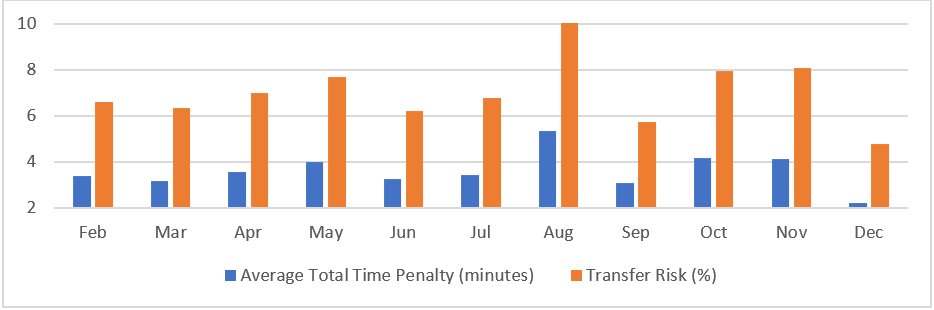 10
8
6
4
2
Feb Mar Apr May Jun Jul Aug Sep Oct Nov Dec
Average Total Time Penalty (minutes) Transfer Risk (%)